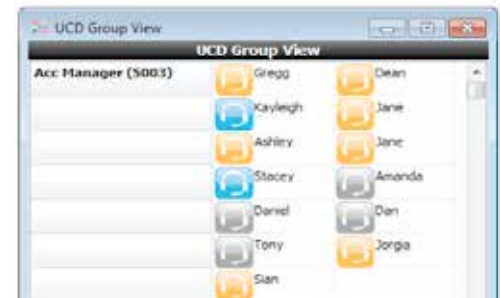 UCD Group View
UCD Group View
Acc Manager (5003) Gregg Dean
Kayleigh Jane
Ashley Jane
Stacey Amanda
Daniel Dan
Tony Jorgia
Sian